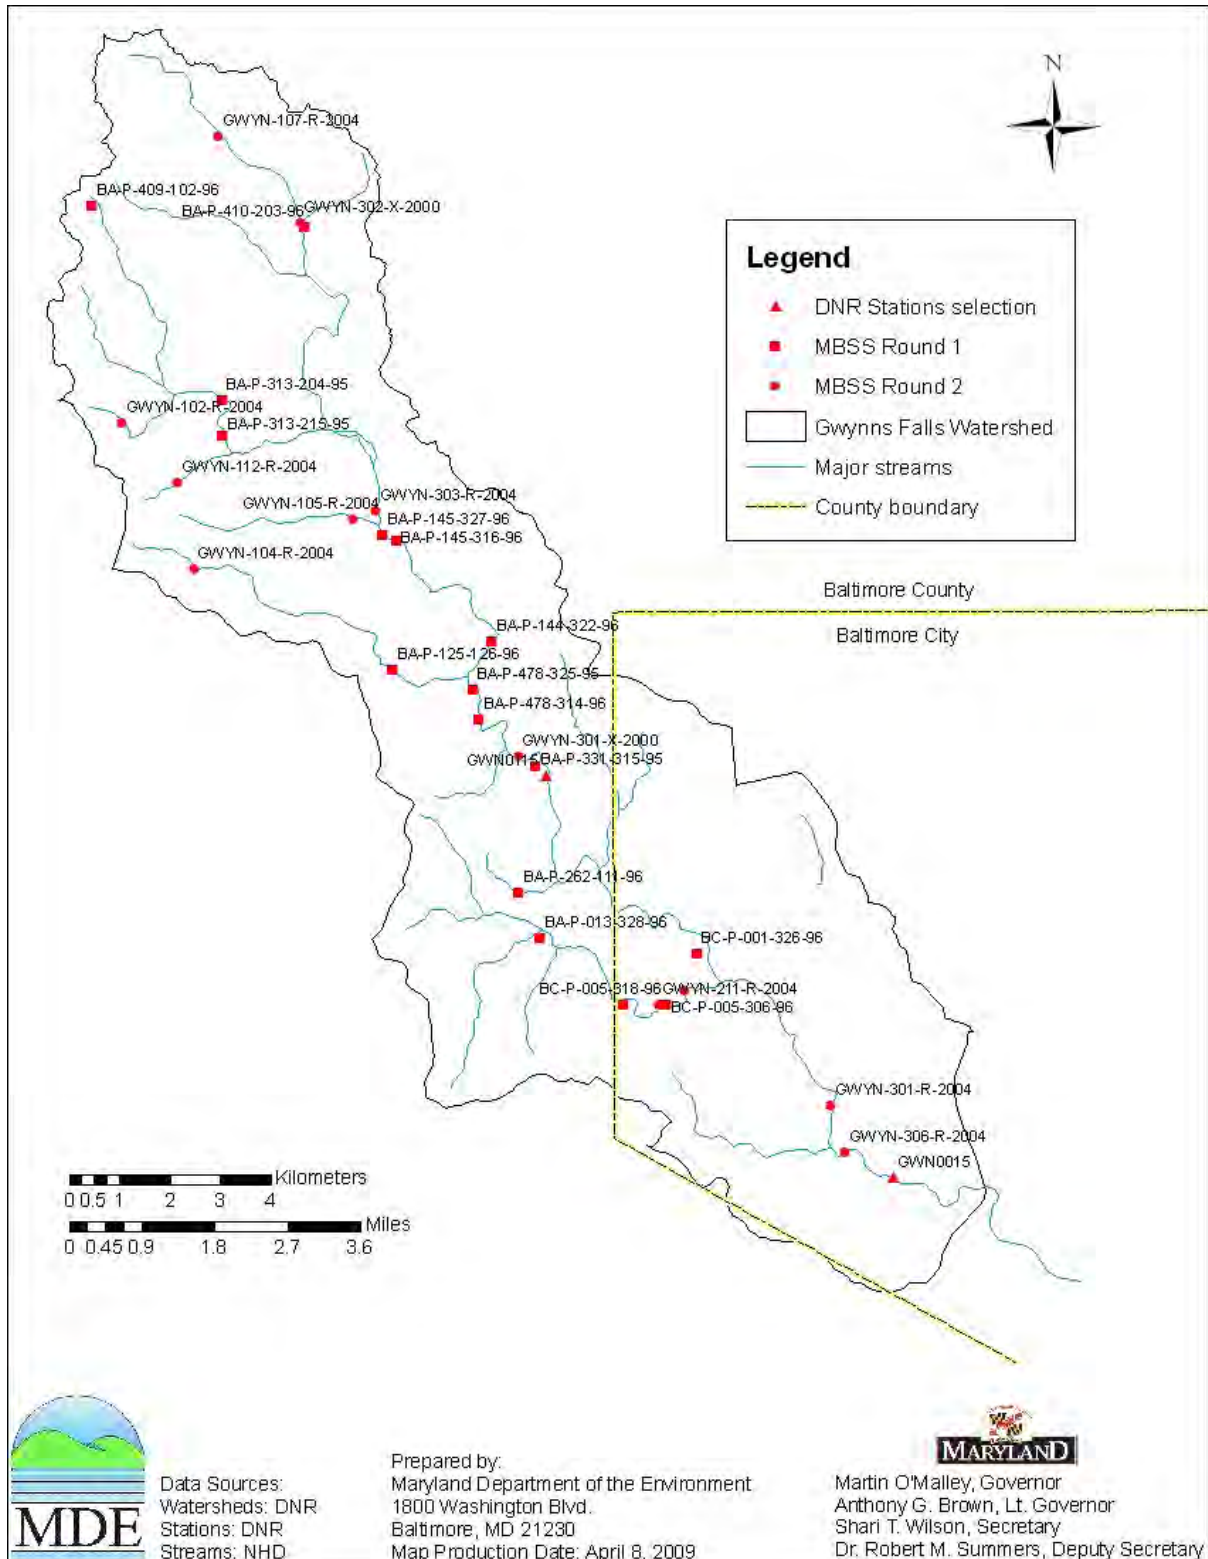 N
GWYN-107-R-2004
BA-P-409-102-96
BA-P-410-203-96
GWYN-302-X-2000
Legend
DNR Stations selection
MBSS Round 1
MBSS Round 2
Gwynns Falls Watershed
Major streams
County boundary
BA-P-313-204-95
GWYN-102-R-2004
BA-P-313-215-95
GWYN-112-R-2004
GWYN-303-R-2004
GWYN-105-R-2004
BA-P-145-327-96
BA-P-145-316-96
GWYN-104-R-2004
Baltimore County
Baltimore City
BA-P-144-322-96
BA-P-125-126-96
BA-P-478-325-95
BA-P-478-314-96
GWYN-301-X-2000
GWN0115
BA-P-331-315-95
BA-P-262-111-96
BA-P-013-328-96
BC-P-001-326-96
BC-P-005-318-96
GWYN-211-R-2004
BC-P-005-306-96
GWYN-301-R-2004
GWYN-306-R-2004
GWN0015
Kilometers
0 0.5 1 2 3 4
Miles
0 0.45 0.9 1.8 2.7 3.6
MDE
Data Sources:
Watersheds: DNR
Stations: DNR
Streams: NHD
Prepared by:
Maryland Department of the Environment
1800 Washington Blvd.
Baltimore, MD 21230
Map Production Date: April 8, 2009
MARYLAND
Martin O'Malley, Governor
Anthony G. Brown, Lt. Governor
Shari T. Wilson, Secretary
Dr. Robert M. Summers, Deputy Secretary